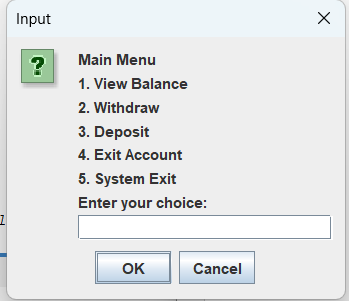 Input
Main Menu
1. View Balance
2. Withdraw
3. Deposit
4. Exit Account
5. System Exit
Enter your choice:
OK Cancel